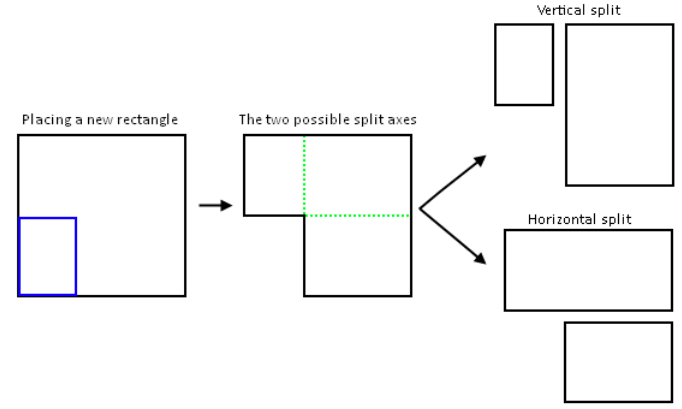 Placing a new rectangle
The two possible split axes
Vertical split
Horizontal split